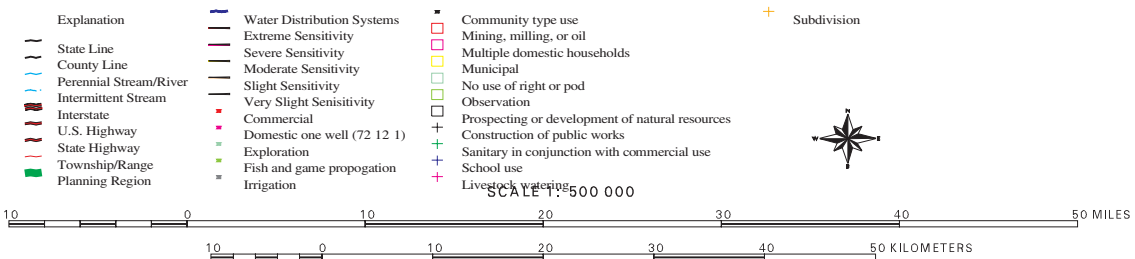 Explanation
State Line
County Line
Perennial Stream/River
Intermittent Stream
Interstate
U.S. Highway
State Highway
Township/Range
Planning Region
Water Distribution Systems
Extreme Sensitivity
Severe Sensitivity
Moderate Sensitivity
Slight Sensitivity
Very Slight Senisitivity
Commercial
Domestic one well (72 12 1)
Exploration
Fish and game propogation
Irrigation
Community type use
Mining, milling, or oil
Multiple domestic households
Municipal
No use of right or pod
Observation
Prospecting or development of natural resources
Construction of public works
Sanitary in conjunction with commercial use
School use
Livestock watering
Subdivision
N
W E
S
SCALE 1: 500 000
10 0 10 20 30 40 50 MILES
10 0 10 20 30 40 50 KILOMETERS